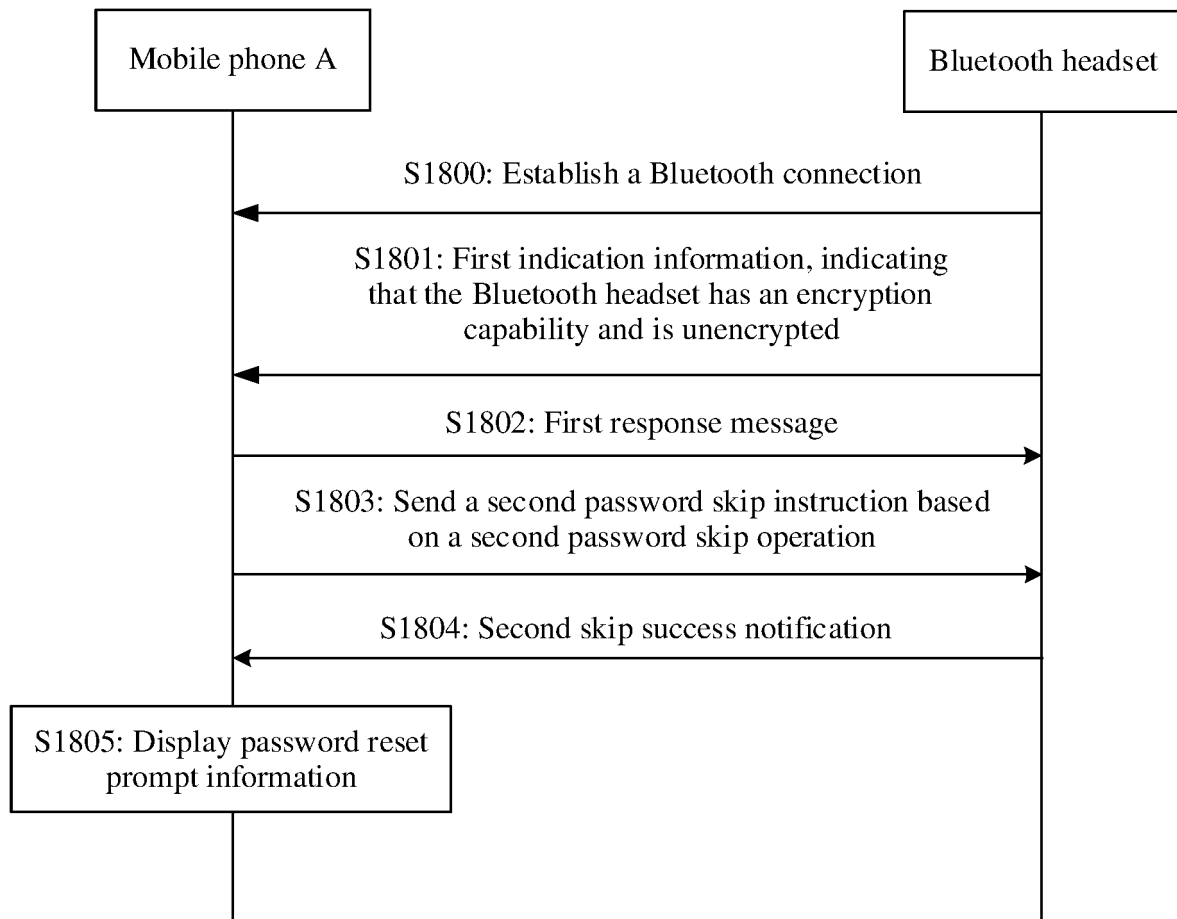 Mobile phone A
Bluetooth headset
S1800: Establish a Bluetooth connection
S1801: First indication information, indicating
that the Bluetooth headset has an encryption
capability and is unencrypted
S1802: First response message
S1803: Send a second password skip instruction based
on a second password skip operation
S1804: Second skip success notification
S1805: Display password reset
prompt information